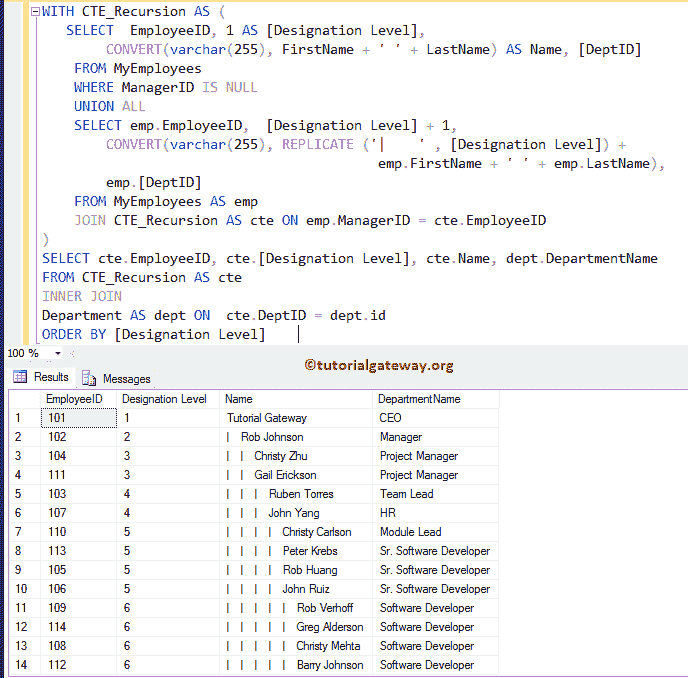 WITH CTE_Recursion AS (
SELECT EmployeeID, 1 AS [Designation Level],
CONVERT(varchar(255), FirstName + ' ' + LastName) AS Name, [DeptID]
FROM MyEmployees
WHERE ManagerID IS NULL
UNION ALL
SELECT emp.EmployeeID, [Designation Level] + 1,
CONVERT(varchar(255), REPLICATE ('|    ' , [Designation Level]) +
emp.FirstName + ' ' + emp.LastName),
emp.[DeptID]
FROM MyEmployees AS emp
JOIN CTE_Recursion AS cte ON emp.ManagerID = cte.EmployeeID
)
SELECT cte.EmployeeID, cte.[Designation Level], cte.Name, dept.DepartmentName
FROM CTE_Recursion AS cte
INNER JOIN
Department AS dept ON cte.DeptID = dept.id
ORDER BY [Designation Level]
100 %
©tutorialgateway.org
Results Messages
EmployeeID Designation Level Name DepartmentName
1 101 1 Tutorial Gateway CEO
2 102 2 | Rob Johnson Manager
3 104 3 | | Christy Zhu Project Manager
4 111 3 | | Gail Erickson Project Manager
5 103 4 | | | Ruben Torres Team Lead
6 107 4 | | | John Yang HR
7 110 5 | | | | Christy Carlson Module Lead
8 113 5 | | | | Peter Krebs Sr. Software Developer
9 105 5 | | | | Rob Huang Sr. Software Developer
10 106 5 | | | | John Ruiz Sr. Software Developer
11 109 6 | | | | | Rob Verhoff Software Developer
12 114 6 | | | | | Greg Alderson Software Developer
13 108 6 | | | | | Christy Mehta Software Developer
14 112 6 | | | | | Barry Johnson Software Developer